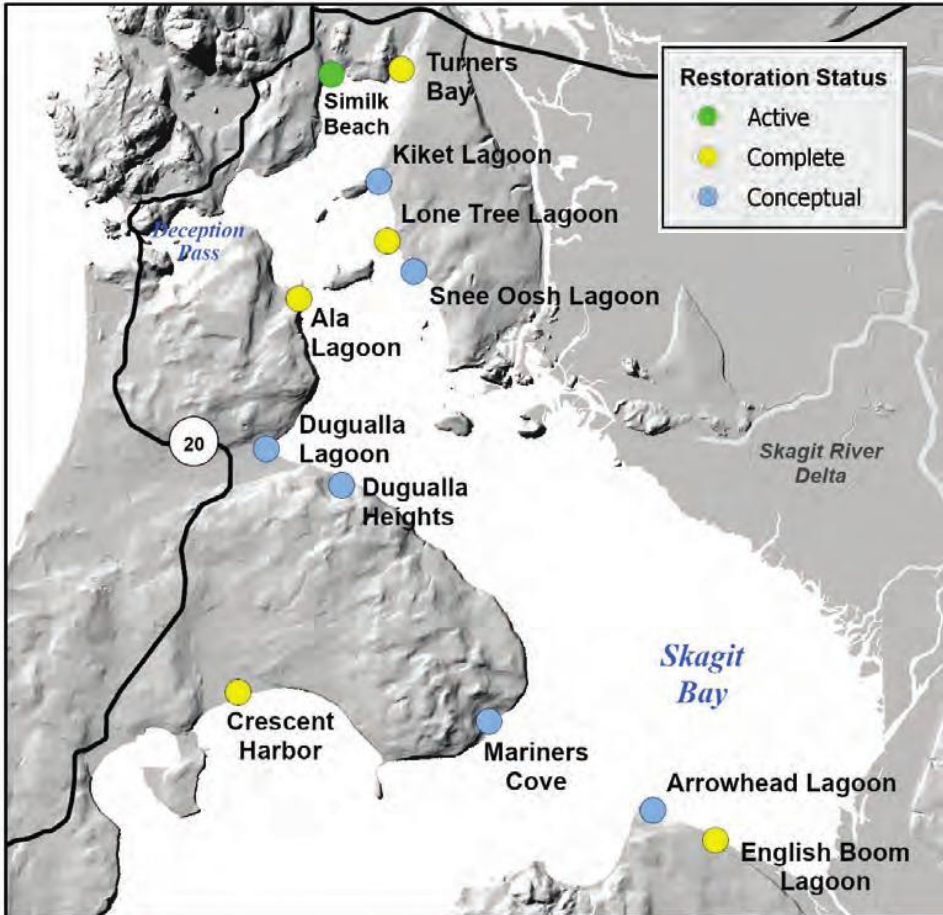 Turners
Bay
Similk
Beach
Restoration Status
Active
Complete
Conceptual
Kiket Lagoon
Lone Tree Lagoon
Deception
Pass
Snee Oosh Lagoon
Ala
Lagoon
20
Dugualla
Lagoon
Skagit River
Delta
Dugualla
Heights
Skagit
Bay
Crescent
Harbor
Mariners
Cove
Arrowhead Lagoon
English Boom
Lagoon